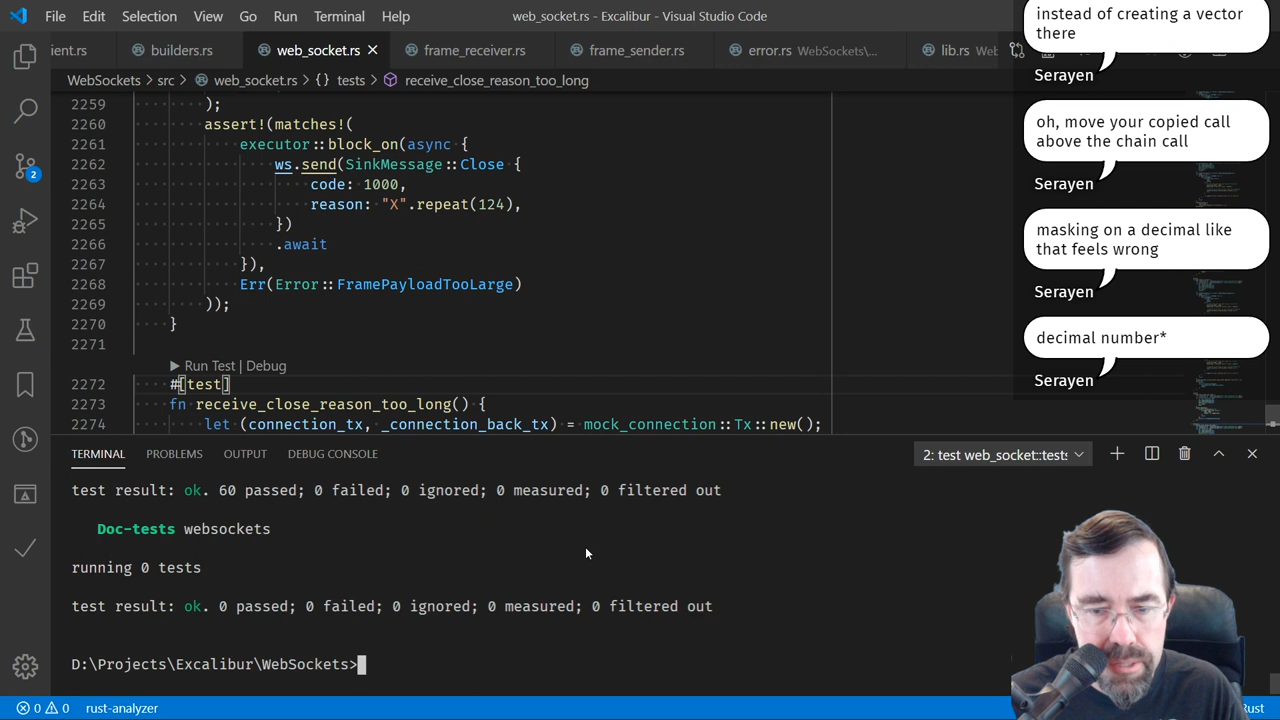 File Edit Selection View Go Run Terminal Help web_socket.rs - Excalibur - Visual Studio Code
ient.rs builders.rs web_socket.rs frame_receiver.rs frame_sender.rs error.rs WebSockets\... lib.rs Web
WebSockets > src > web_socket.rs > {} tests > receive_close_reason_too_long
2259 );
2260 assert!(matches!(
2261 executor::block_on(async {
2262 ws.send(SinkMessage::Close {
2263 code: 1000,
2264 reason: "X".repeat(124),
2265 })
2266 .await
2267 }),
2268 Err(Error::FramePayloadTooLarge)
2269 ));
2270 }
2271
Run Test | Debug
2272 #[test]
2273 fn receive_close_reason_too_long() {
2274 let (connection_tx, _connection_back_tx) = mock_connection::Tx::new();
TERMINAL PROBLEMS OUTPUT DEBUG CONSOLE 2: test web_socket::tests
test result: ok. 60 passed; 0 failed; 0 ignored; 0 measured; 0 filtered out
Doc-tests websockets
running 0 tests
test result: ok. 0 passed; 0 failed; 0 ignored; 0 measured; 0 filtered out
D:\Projects\Excalibur\WebSockets>
2
0 0 rust-analyzer Rust
instead of creating a vector
there
Serayen
oh, move your copied call
above the chain call
Serayen
masking on a decimal like
that feels wrong
Serayen
decimal number*
Serayen